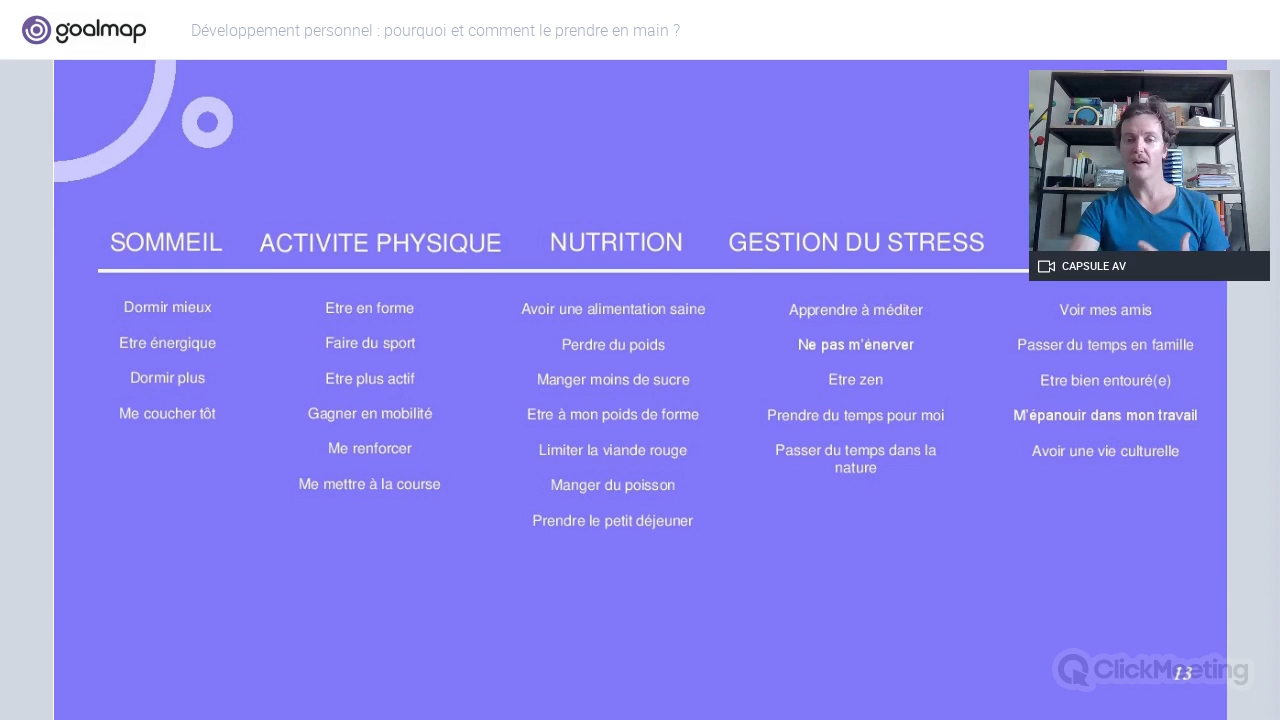 goalmap
Développement personnel : pourquoi et comment le prendre en main ?
CAPSULE AV
SOMMEIL
Dormir mieux
Etre énergique
Dormir plus
Me coucher tôt
ACTIVITE PHYSIQUE
Etre en forme
Faire du sport
Etre plus actif
Gagner en mobilité
Me renforcer
Me mettre à la course
NUTRITION
Avoir une alimentation saine
Perdre du poids
Manger moins de sucre
Etre à mon poids de forme
Limiter la viande rouge
Manger du poisson
Prendre le petit déjeuner
GESTION DU STRESS
Apprendre à méditer
Ne pas m'énerver
Etre zen
Prendre du temps pour moi
Passer du temps dans la
nature
Voir mes amis
Passer du temps en famille
Etre bien entouré(e)
M'épanouir dans mon travail
Avoir une vie culturelle
ClickMeeting
13